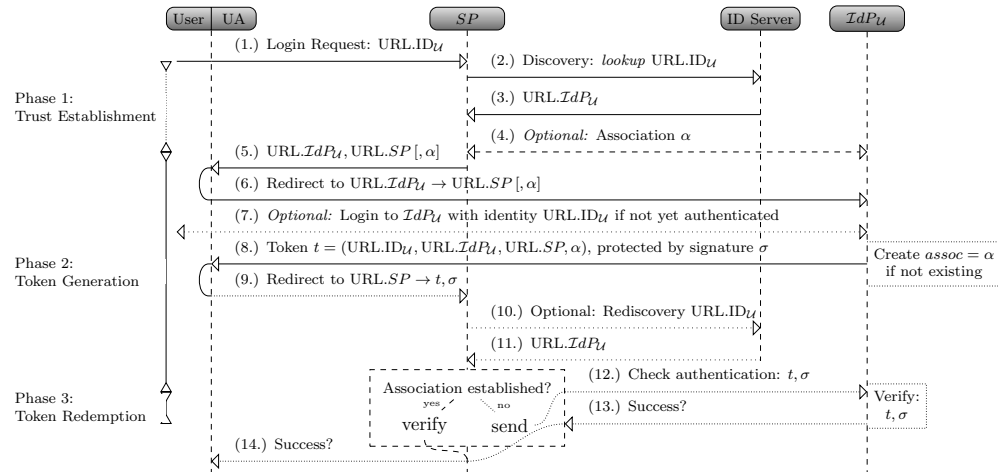 User UA SP ID Server IdP_U
(1.) Login Request: URL.ID_U
(2.) Discovery: lookup URL.ID_U
(3.) URL.IdP_U
Phase 1:
Trust Establishment
(4.) Optional: Association α
(5.) URL.IdP_U, URL.SP [, α]
(6.) Redirect to URL.IdP_U → URL.SP [, α]
(7.) Optional: Login to IdP_U with identity URL.ID_U if not yet authenticated
(8.) Token t = (URL.ID_U, URL.IdP_U, URL.SP, α), protected by signature σ
Create assoc = α
if not existing
Phase 2:
Token Generation
(9.) Redirect to URL.SP → t, σ
(10.) Optional: Rediscovery URL.ID_U
(11.) URL.IdP_U
(12.) Check authentication: t, σ
Association established?
yes no
verify send
Phase 3:
Token Redemption
Verify:
t, σ
(13.) Success?
(14.) Success?